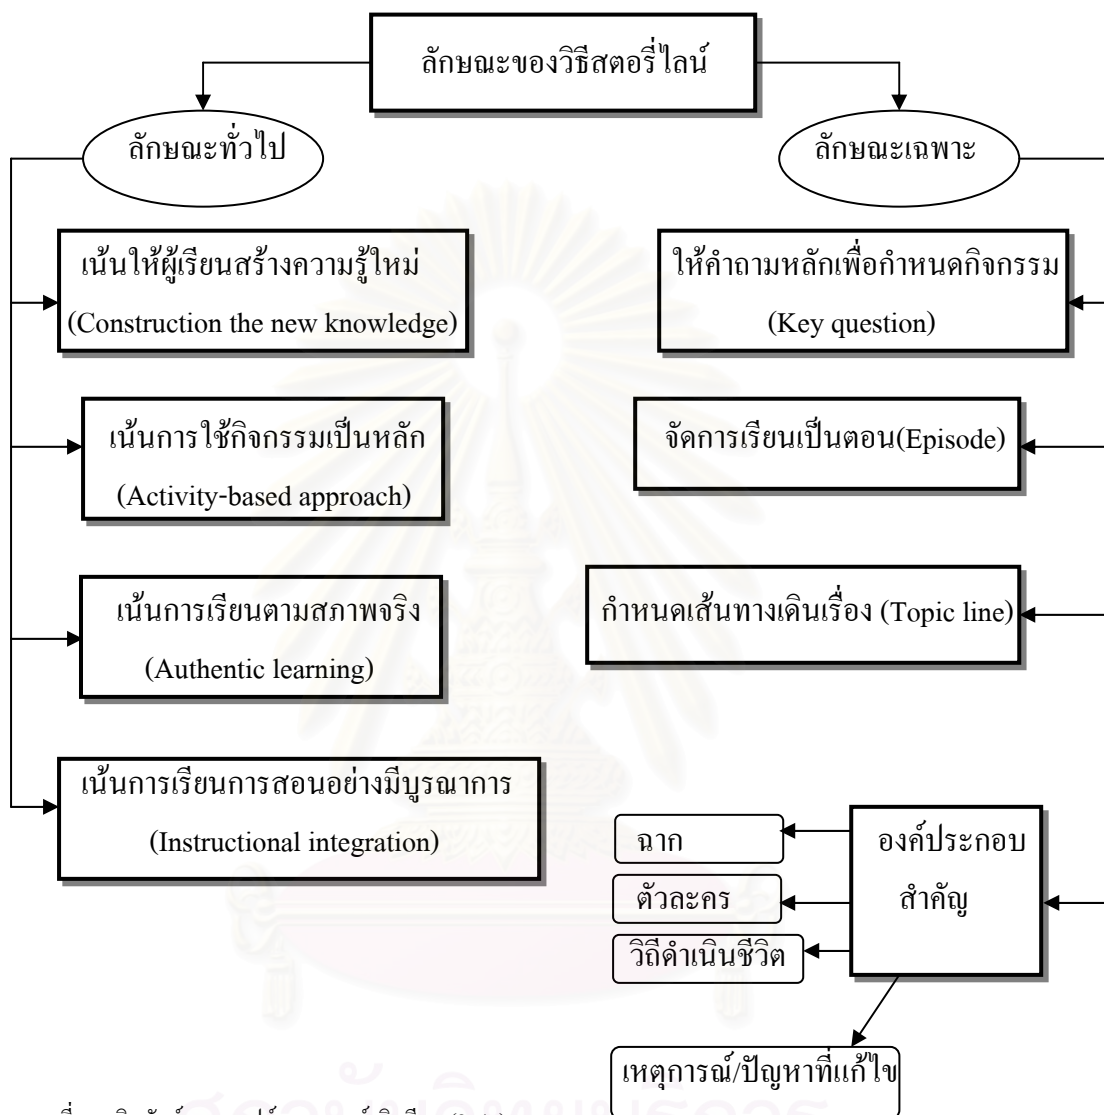 ลักษณะของวิธีสตอรี่ไลน์
ลักษณะทั่วไป
ลักษณะเฉพาะ
เน้นให้ผู้เรียนสร้างความรู้ใหม่
(Construction the new knowledge)
ให้คำถามหลักเพื่อกำหนดกิจกรรม
(Key question)
เน้นการใช้กิจกรรมเป็นหลัก
(Activity-based approach)
จัดการเรียนเป็นตอน(Episode)
เน้นการเรียนตามสภาพจริง
(Authentic learning)
กำหนดเส้นทางเดินเรื่อง (Topic line)
เน้นการเรียนการสอนอย่างมีบูรณาการ
(Instructional integration)
องค์ประกอบ
สำคัญ
ฉาก
ตัวละคร
วิถีดำเนินชีวิต
เหตุการณ์/ปัญหาที่แก้ไข